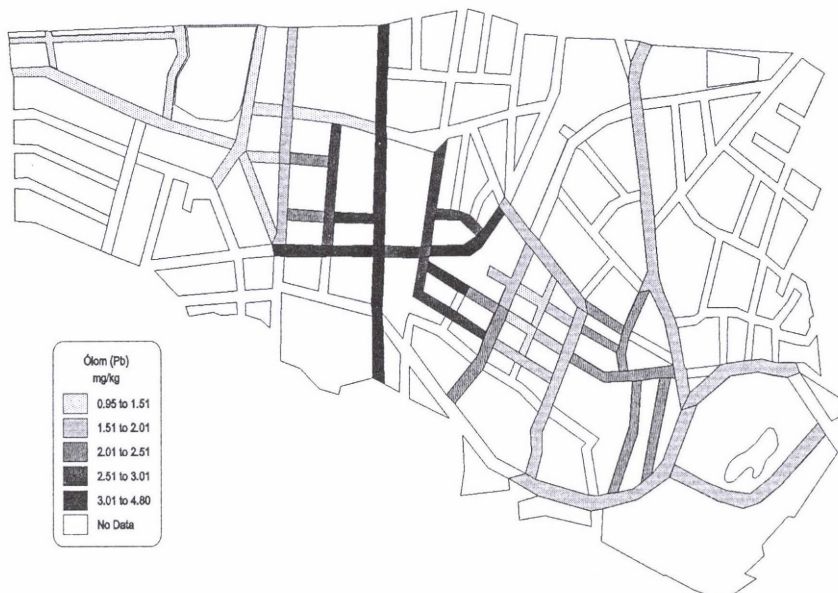 Ólom (Pb)
mg/kg
0.95 to 1.51
1.51 to 2.01
2.01 to 2.51
2.51 to 3.01
3.01 to 4.80
No Data